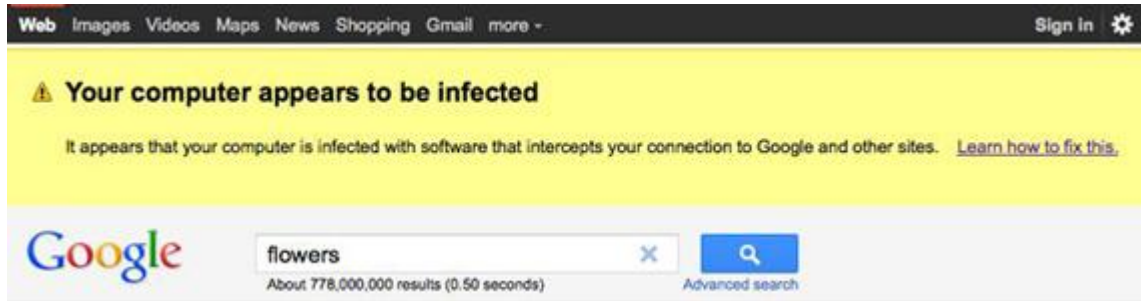 Web Images Videos Maps News Shopping Gmail more - Sign in
Your computer appears to be infected
It appears that your computer is infected with software that intercepts your connection to Google and other sites. Learn how to fix this.
Google
flowers
About 778,000,000 results (0.50 seconds) Advanced search